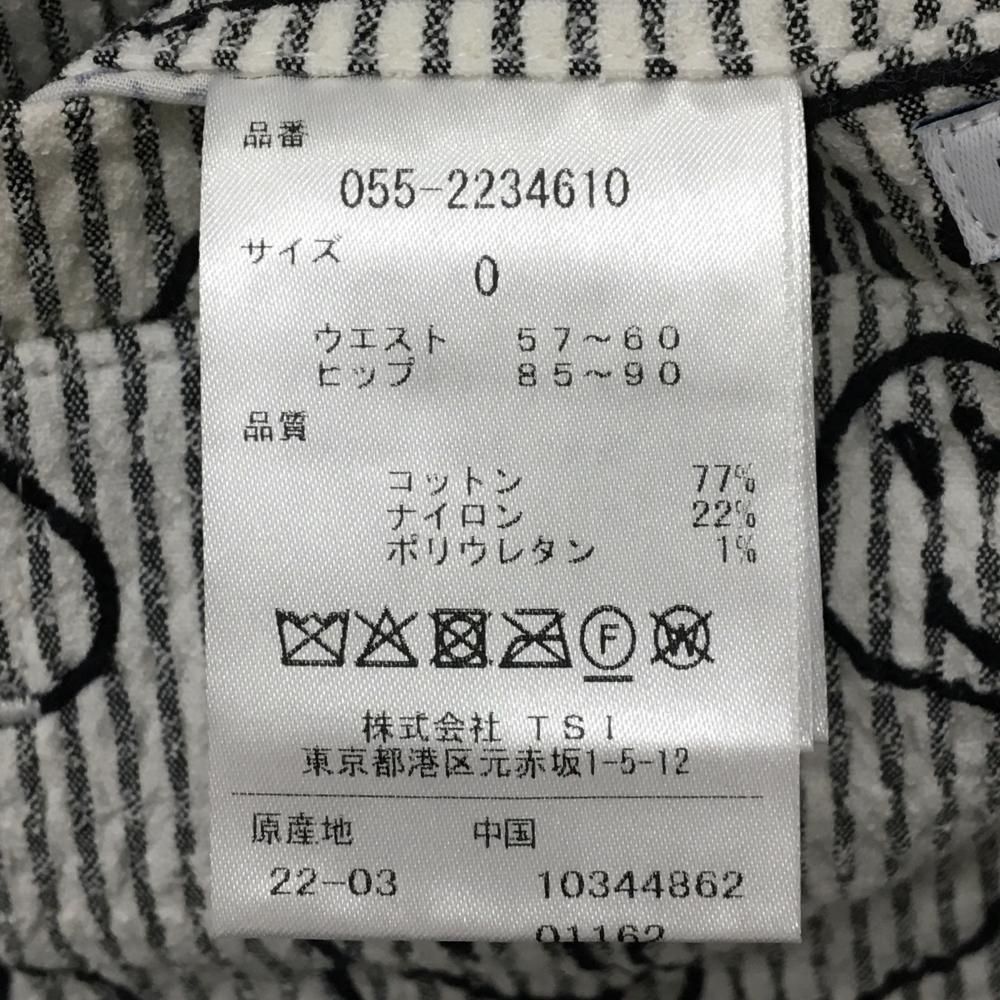 品番
055-2234610
サイズ
0
ウエスト 57~60
ヒップ 85~90
品質
コットン 77%
ナイロン 22%
ポリウレタン 1%
F W
株式会社 TSI
東京都港区元赤坂1-5-12
原産地 中国
22-03 10344862
01162